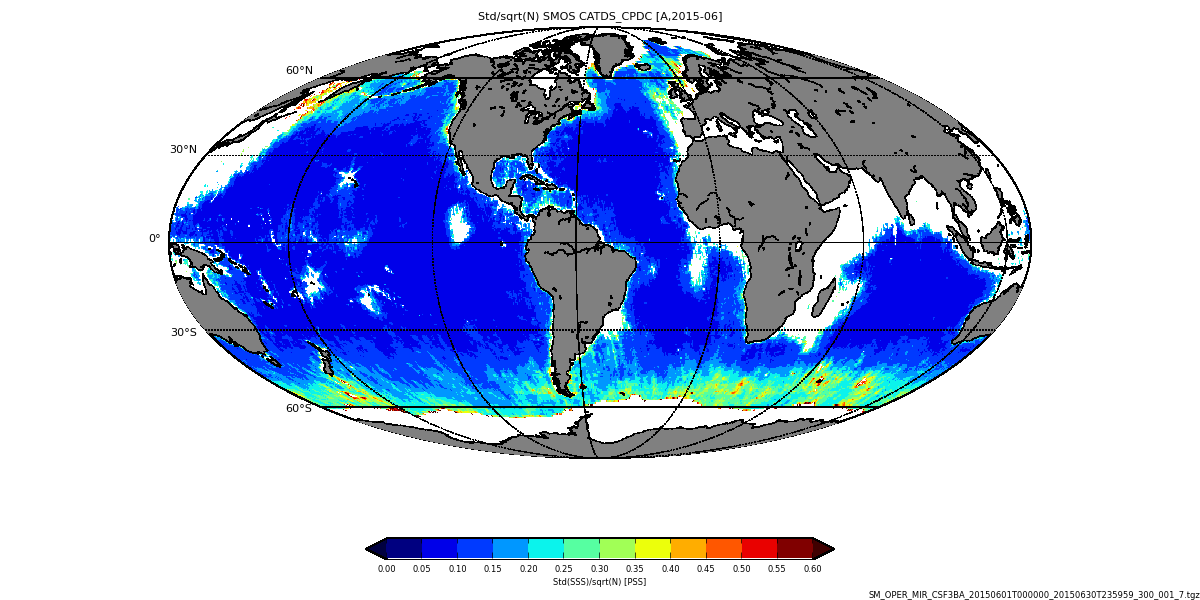 Std/sqrt(N) SMOS CATDS_CPDC [A,2015-06]
60°N
30°N
0°
30°S
60°S
0.00 0.05 0.10 0.15 0.20 0.25 0.30 0.35 0.40 0.45 0.50 0.55 0.60
Std(SSS)/sqrt(N) [PSS]
SM_OPER_MIR_CSF3BA_20150601T000000_20150630T235959_300_001_7.tgz